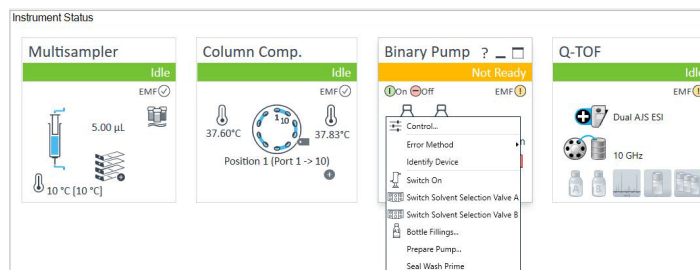 Instrument Status
Multisampler
Idle
EMF
5.00 µL
10 °C [10 °C]
Column Comp.
Idle
EMF
1 10
37.60°C
37.83°C
Position 1 (Port 1 -> 10)
Binary Pump ?
Not Ready
On Off
EMF
Control...
Error Method
Identify Device
Switch On
Switch Solvent Selection Valve A
Switch Solvent Selection Valve B
Bottle Fillings...
Prepare Pump...
Seal Wash Prime
Q-TOF
Idle
EMF
Dual AJS ESI
10 GHz
A B